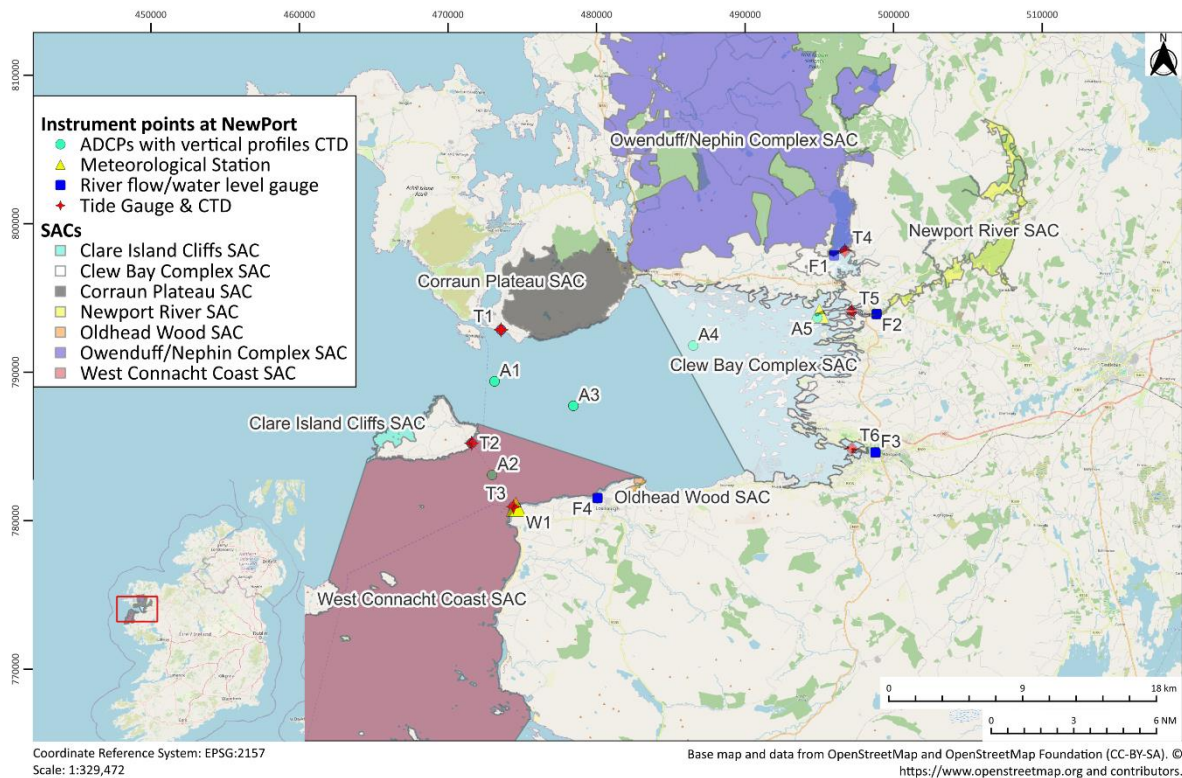 450000
460000
470000
480000
490000
500000
510000
810000
800000
790000
780000
770000
Instrument points at NewPort
ADCPs with vertical profiles CTD
Meteorological Station
River flow/water level gauge
Tide Gauge & CTD
SACs
Clare Island Cliffs SAC
Clew Bay Complex SAC
Corraun Plateau SAC
Newport River SAC
Oldhead Wood SAC
Owenduff/Nephin Complex SAC
West Connacht Coast SAC
Owenduff/Nephin Complex SAC
Newport River SAC
T4
F1
Corraun Plateau SAC
T5
T1
F2
A4
A5
Clew Bay Complex SAC
A1
A3
Clare Island Cliffs SAC
T2
T6
F3
A2
T3
F4
Oldhead Wood SAC
W1
West Connacht Coast SAC
0 9 18 km
0 3 6 NM
Coordinate Reference System: EPSG:2157
Scale: 1:329,472
Base map and data from OpenStreetMap and OpenStreetMap Foundation (CC-BY-SA). ©
https://www.openstreetmap.org and contributors.